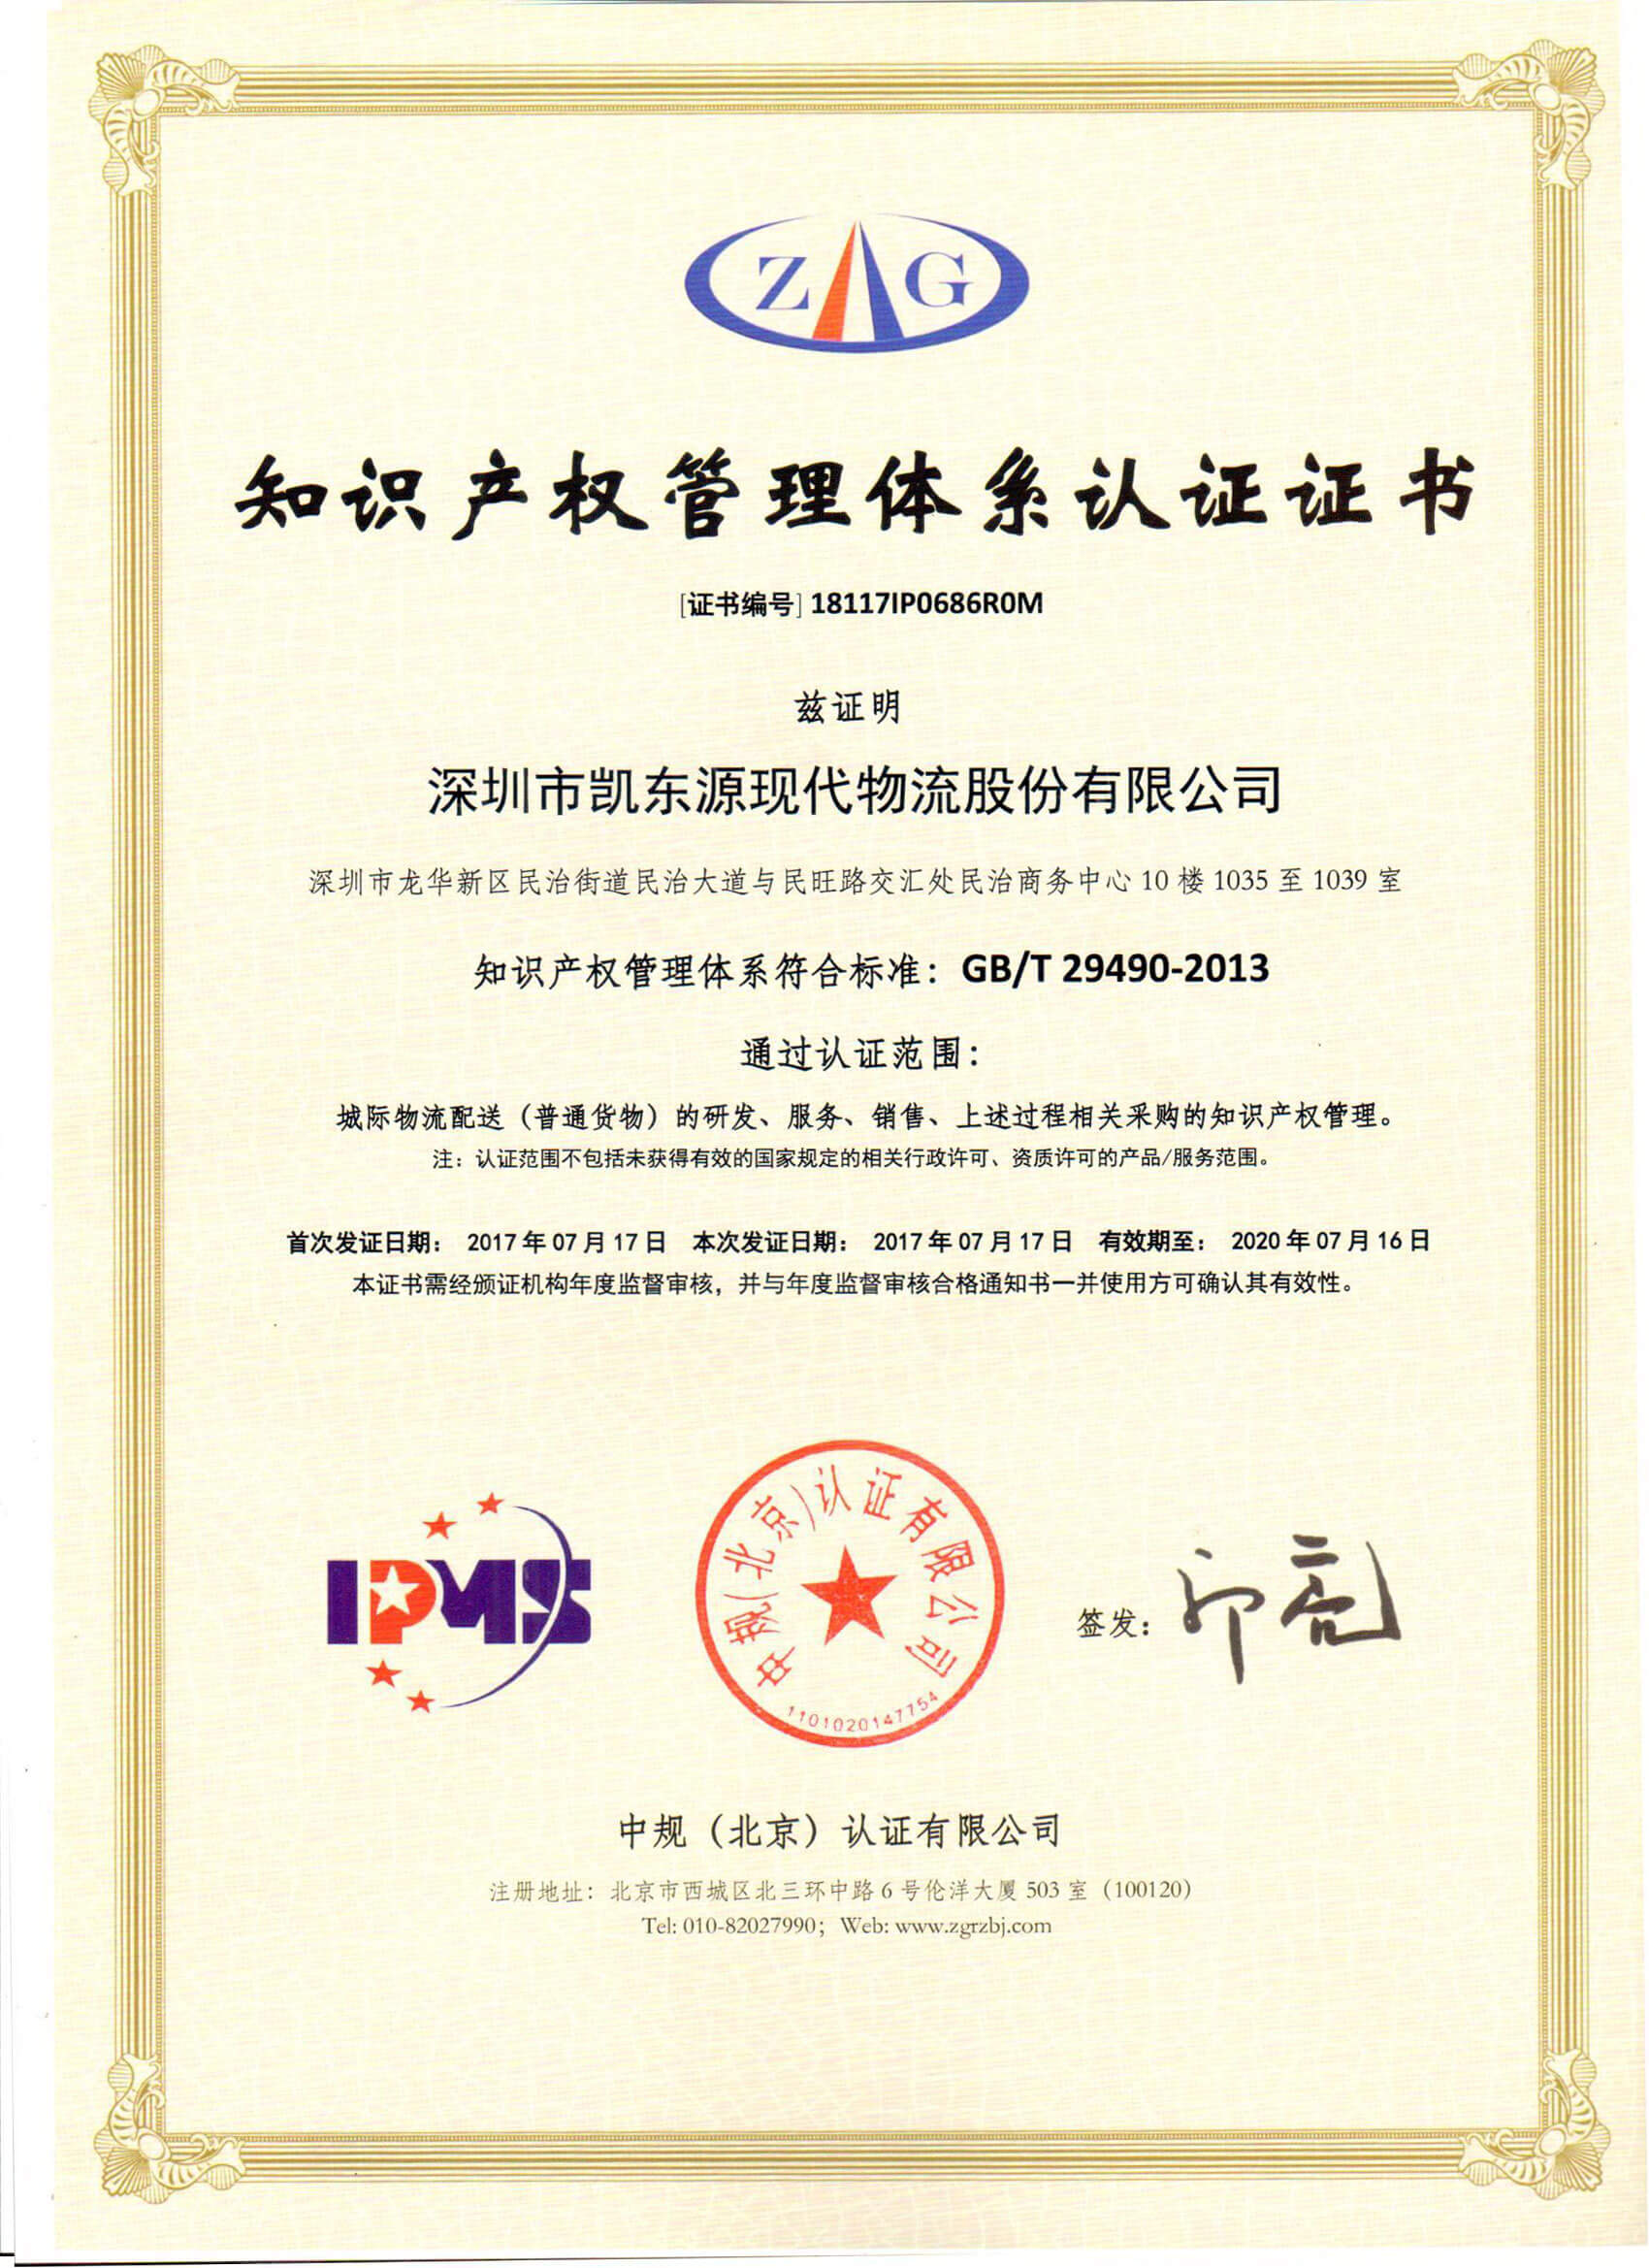 Z G
知识产权管理体系认证证书
[证书编号] 18117IP0686R0M
兹证明
深圳市凯东源现代物流股份有限公司
深圳市龙华新区民治街道民治大道与民旺路交汇处民治商务中心 10 楼 1035 至 1039 室
知识产权管理体系符合标准：GB/T 29490-2013
通过认证范围：
城际物流配送（普通货物）的研发、服务、销售、上述过程相关采购的知识产权管理。
注：认证范围不包括未获得有效的国家规定的相关行政许可、资质许可的产品/服务范围。
首次发证日期： 2017 年 07 月 17 日 本次发证日期： 2017 年 07 月 17 日 有效期至： 2020 年 07 月 16 日
本证书需经颁证机构年度监督审核，并与年度监督审核合格通知书一并使用方可确认其有效性。
IPMS
中规(北京)认证有限公司
1101020147754
签发：
中规（北京）认证有限公司
注册地址：北京市西城区北三环中路 6 号伦洋大厦 503 室（100120）
Tel: 010-82027990；Web: www.zgrzbj.com